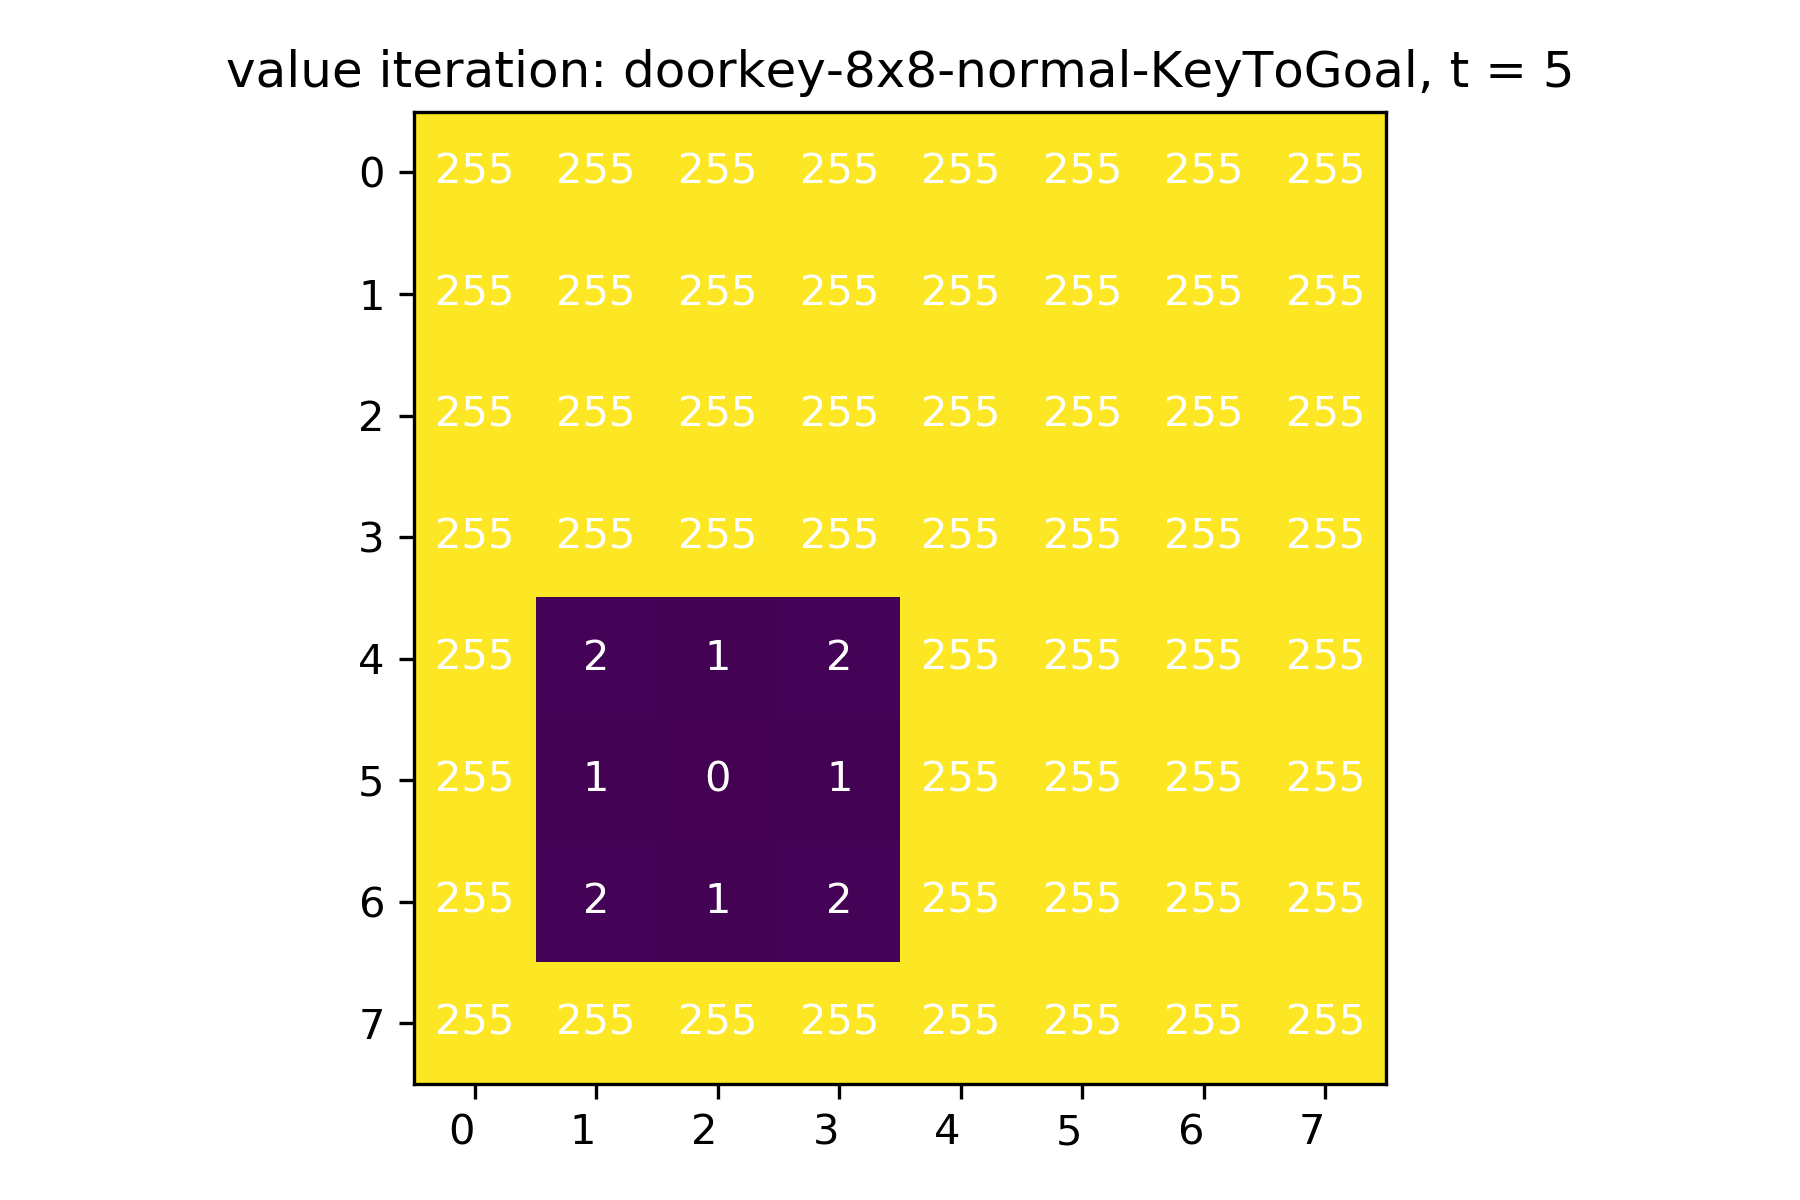 value iteration: doorkey-8x8-normal-KeyToGoal, t = 5
0 255 255 255 255 255 255 255 255
1 255 255 255 255 255 255 255 255
2 255 255 255 255 255 255 255 255
3 255 255 255 255 255 255 255 255
4 255 2 1 2 255 255 255 255
5 255 1 0 1 255 255 255 255
6 255 2 1 2 255 255 255 255
7 255 255 255 255 255 255 255 255
0 1 2 3 4 5 6 7